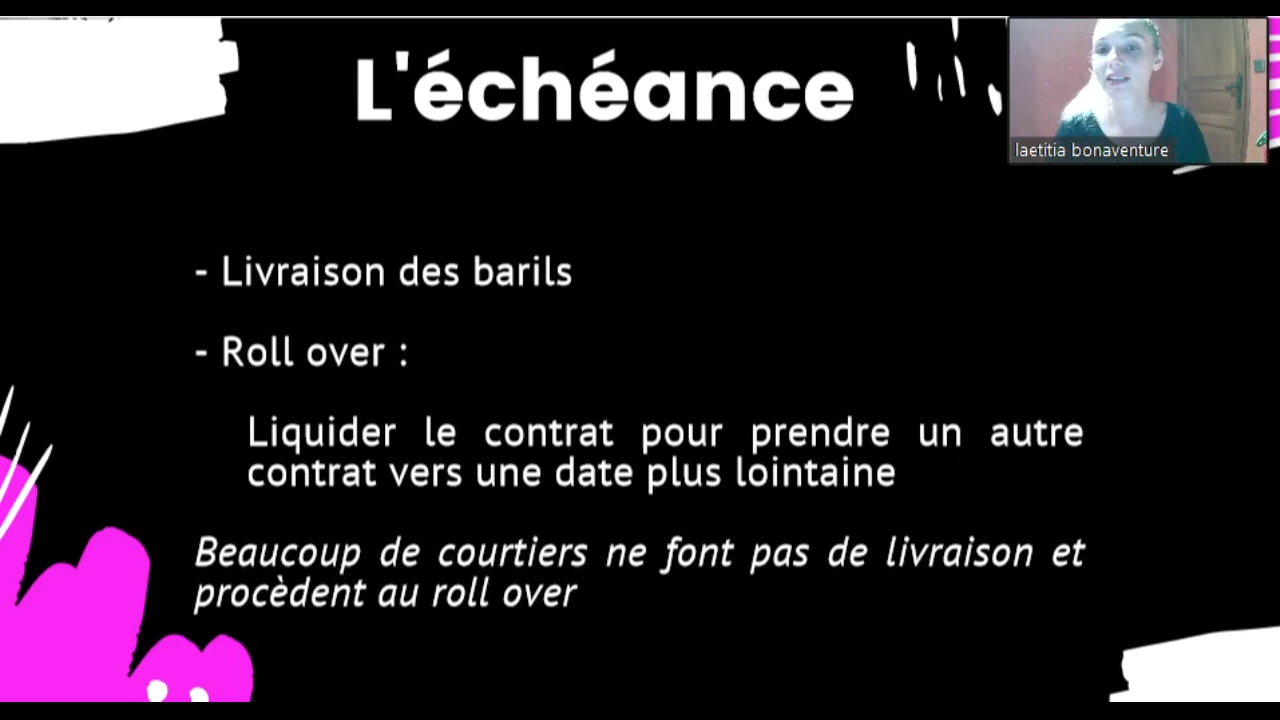 L'échéance
laetitia bonaventure
- Livraison des barils
- Roll over :
Liquider le contrat pour prendre un autre
contrat vers une date plus lointaine
Beaucoup de courtiers ne font pas de livraison et
procèdent au roll over